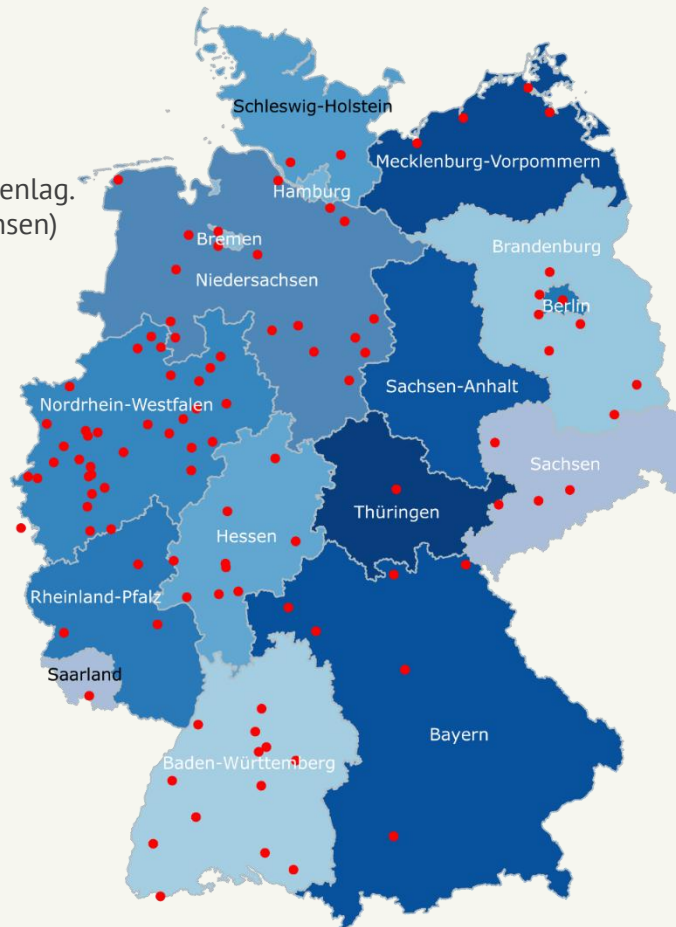 Schleswig-Holstein
Mecklenburg-Vorpommern
enlag.
Hamburg
nsen)
Bremen
Brandenburg
Niedersachsen
Berlin
Sachsen-Anhalt
Nordrhein-Westfalen
Sachsen
Thüringen
Hessen
Rheinland-Pfalz
Saarland
Bayern
Baden-Württemberg